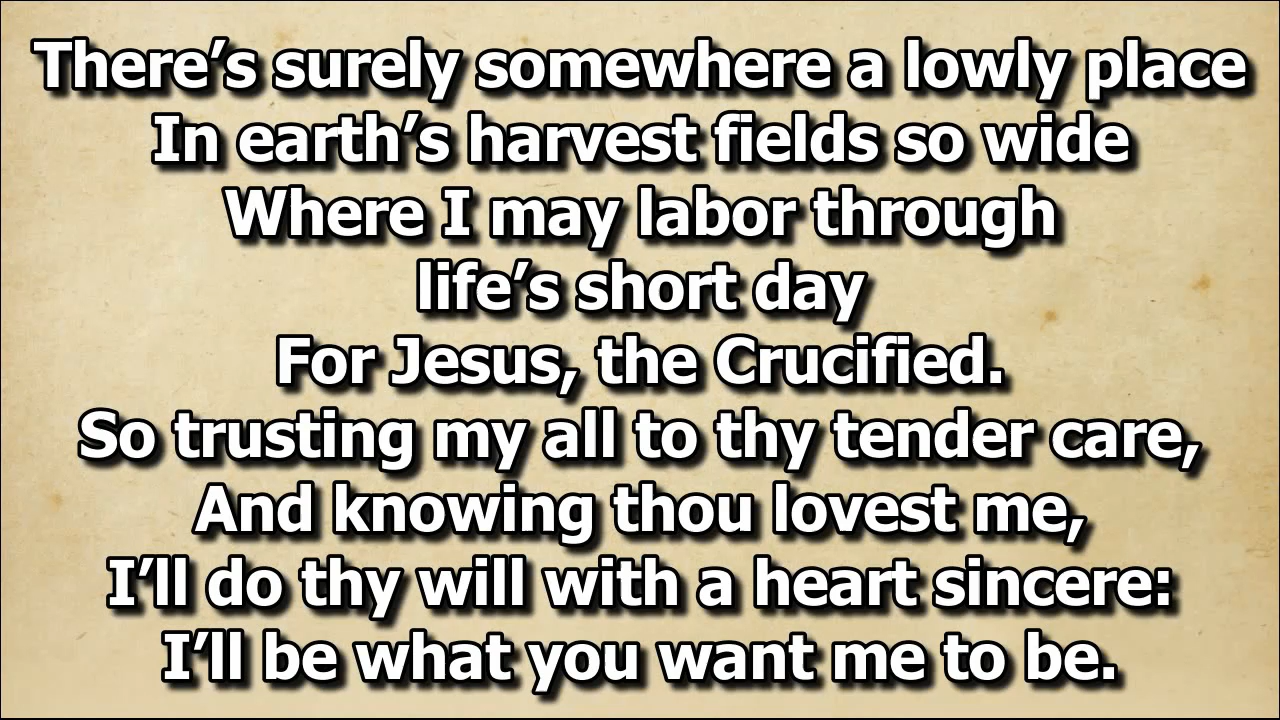 There’s surely somewhere a lowly place
In earth’s harvest fields so wide
Where I may labor through
life’s short day
For Jesus, the Crucified.
So trusting my all to thy tender care,
And knowing thou lovest me,
I’ll do thy will with a heart sincere:
I’ll be what you want me to be.